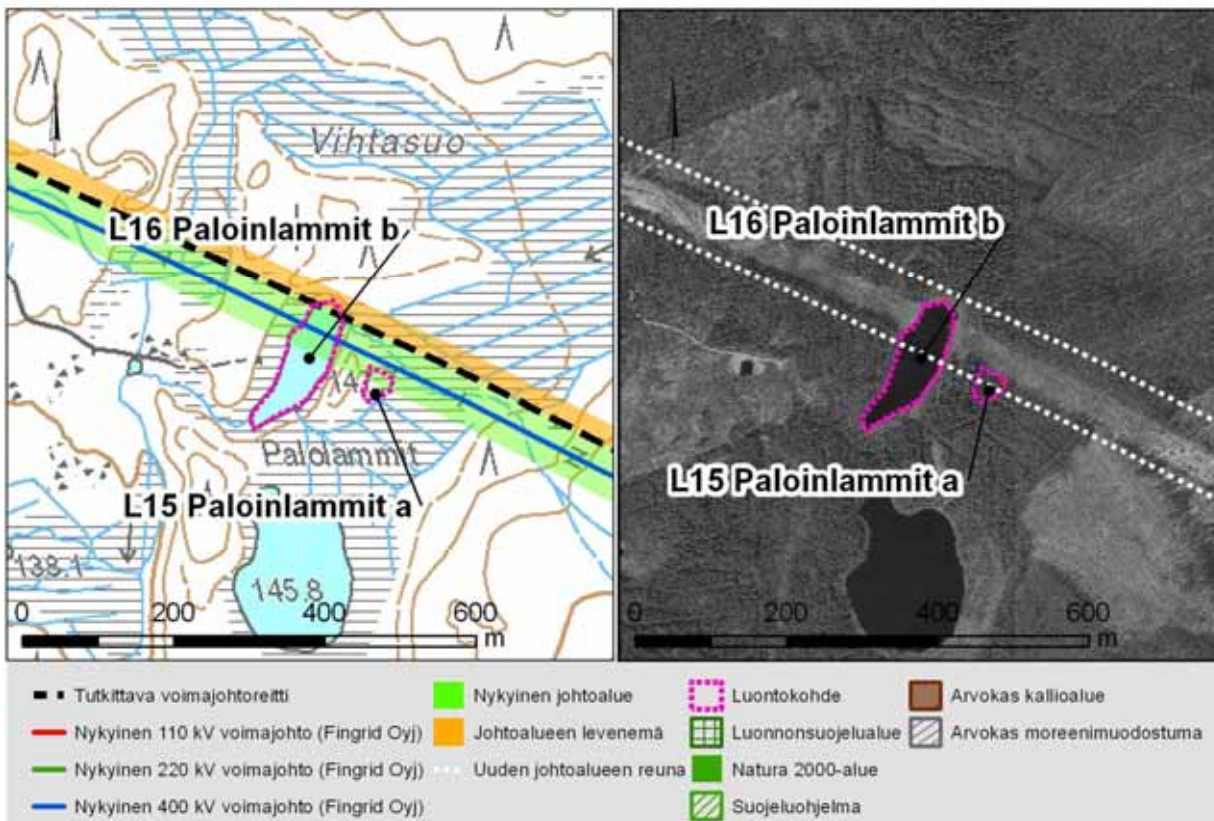 Vihtasuo
L16 Paloinlammit b
14
Palolammit
L15 Paloinlammit a
138.1
145.8
0 200 400 600
m
L16 Paloinlammit b
L15 Paloinlammit a
0 200 400 600
m
Tutkittava voimajohtoreitti
Nykyinen 110 kV voimajohto (Fingrid Oyj)
Nykyinen 220 kV voimajohto (Fingrid Oyj)
Nykyinen 400 kV voimajohto (Fingrid Oyj)
Nykyinen johtoalue
Johtoalueen levenemä
Uuden johtoalueen reuna
Luontokohde
Luonnonsuojelualue
Natura 2000-alue
Suojeluohjelma
Arvokas kallioalue
Arvokas moreenimuodostuma